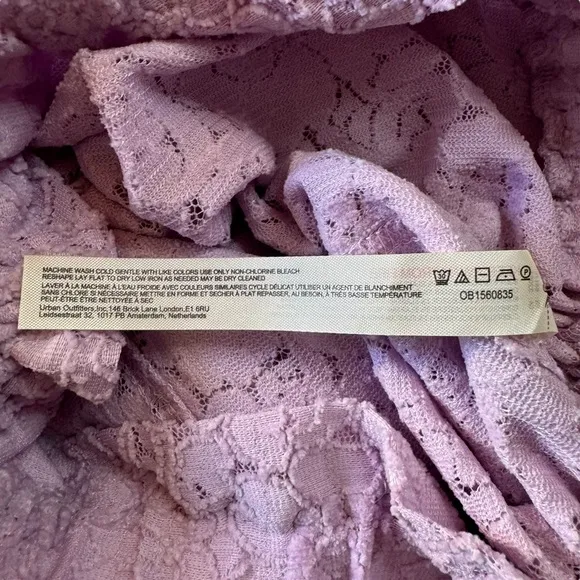 MACHINE WASH COLD GENTLE WITH LIKE COLORS USE ONLY NON-CHLORINE BLEACH
RESHAPE LAY FLAT TO DRY LOW IRON AS NEEDED MAY BE DRY CLEANED
LAVER À LA MACHINE À L'EAU FROIDE AVEC COULEURS SIMILAIRES CYCLE DÉLICAT UTILISER UN AGENT DE BLANCHIMENT
SANS CHLORE SI NÉCESSAIRE METTRE EN FORME ET SÉCHER À PLAT REPASSER, AU BESOIN, À TRÈS BASSE TEMPÉRATURE
PEUT-ÊTRE ÊTRE NETTOYÉE À SEC
Urban Outfitters,Inc.146 Brick Lane London,E1 6RU
Leidsestraat 32, 1017 PB Amsterdam, Netherlands
OB1560835